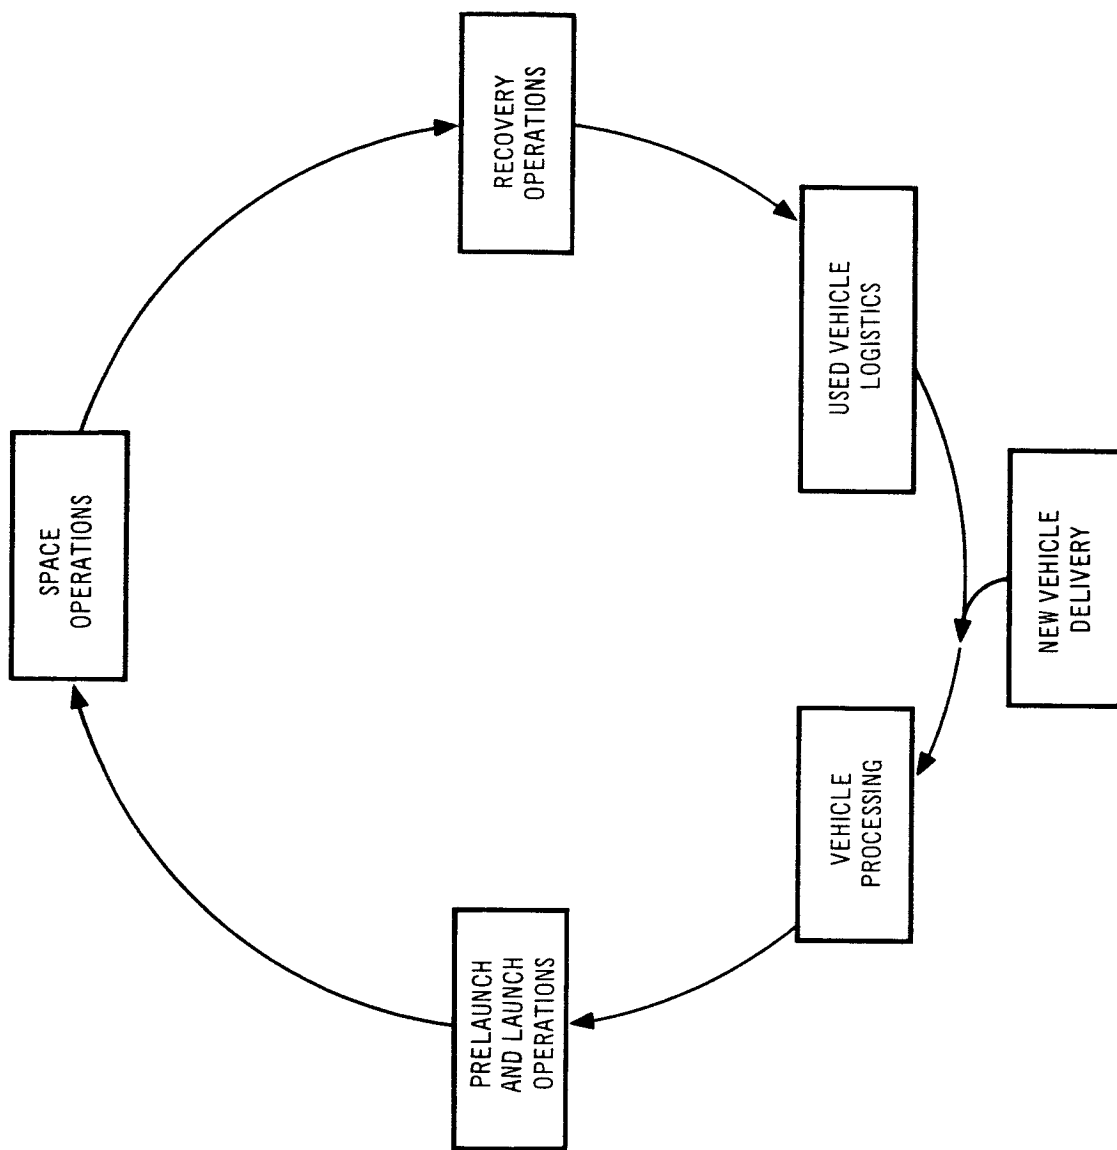 SPACE
OPERATIONS
RECOVERY
OPERATIONS
USED VEHICLE
LOGISTICS
NEW VEHICLE
DELIVERY
VEHICLE
PROCESSING
PRELAUNCH
AND LAUNCH
OPERATIONS